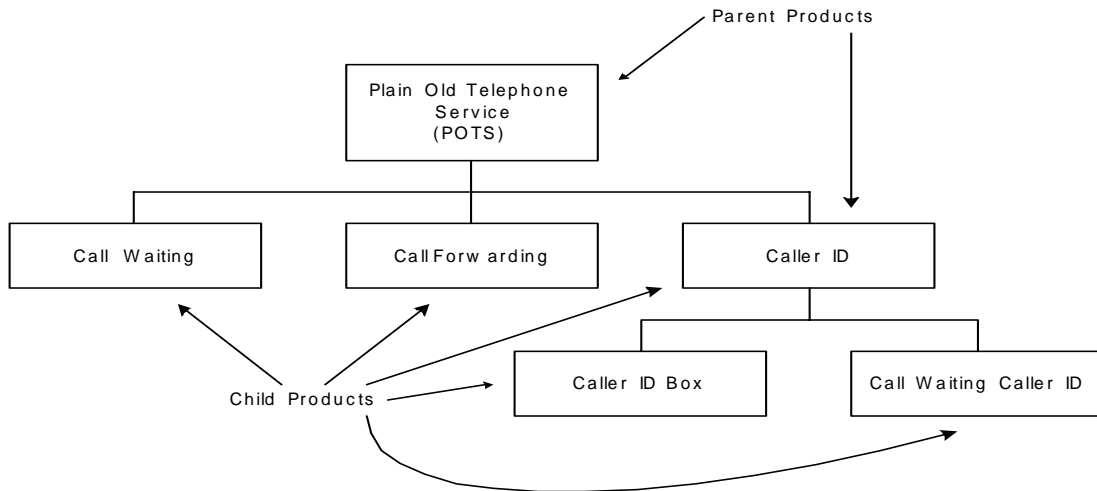 Parent Products
Plain Old Telephone
Service
(POTS)
Call Waiting
Call Forwarding
Caller ID
Caller ID Box
Call Waiting Caller ID
Child Products